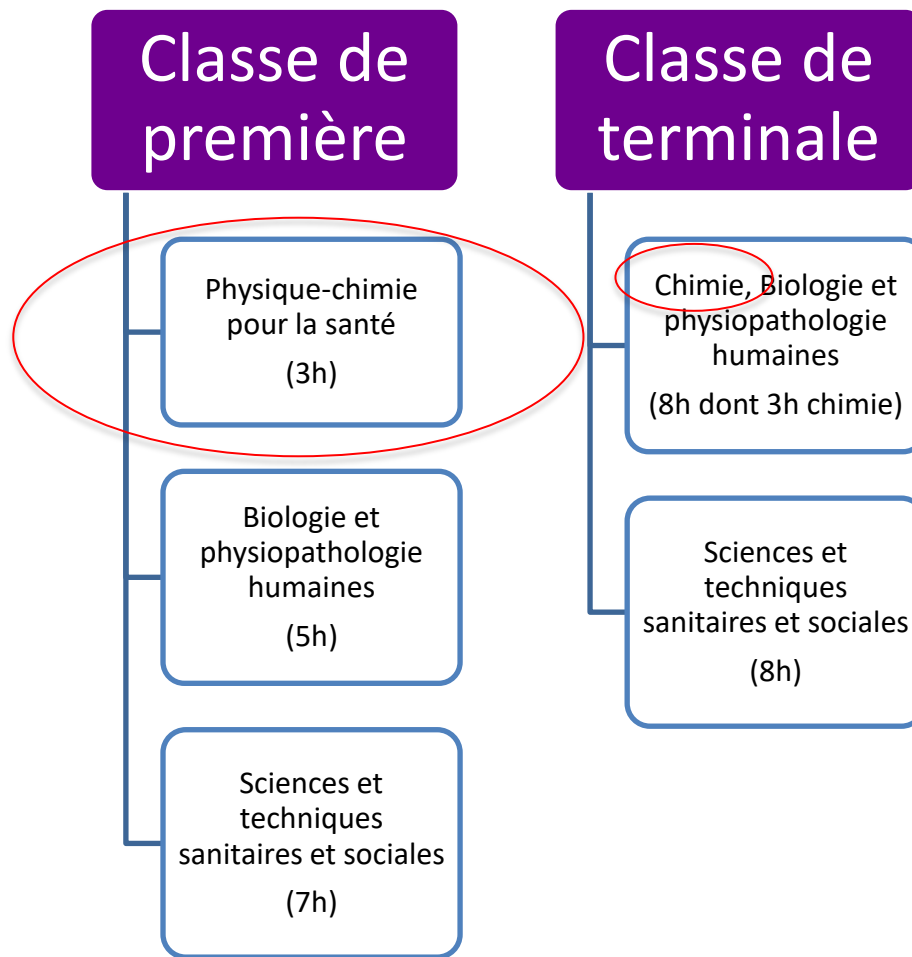 Classe de
première
Physique-chimie
pour la santé
(3h)
Biologie et
physiopathologie
humaines
(5h)
Sciences et
techniques
sanitaires et sociales
(7h)
Classe de
terminale
Chimie, Biologie et
physiopathologie
humaines
(8h dont 3h chimie)
Sciences et
techniques
sanitaires et sociales
(8h)